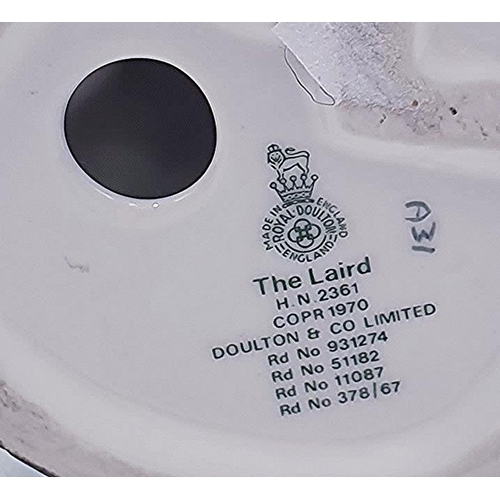 MADE IN ENGLAND
ROYAL DOULTON
ENGLAND
The Laird
H.N.2361
COPR 1970
DOULTON & CO LIMITED
Rd No 931274
Rd No 51182
Rd No 11087
Rd No 378/67
A31